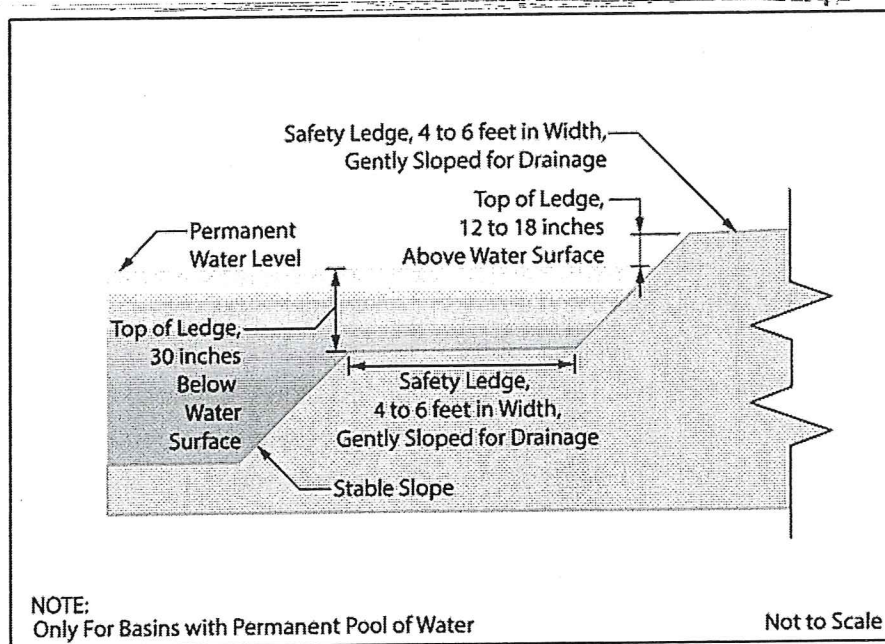 Safety Ledge, 4 to 6 feet in Width,
Gently Sloped for Drainage
Top of Ledge,
12 to 18 inches
Above Water Surface
Permanent
Water Level
Top of Ledge,
30 inches
Below
Water
Surface
Safety Ledge,
4 to 6 feet in Width,
Gently Sloped for Drainage
Stable Slope
NOTE:
Only For Basins with Permanent Pool of Water
Not to Scale